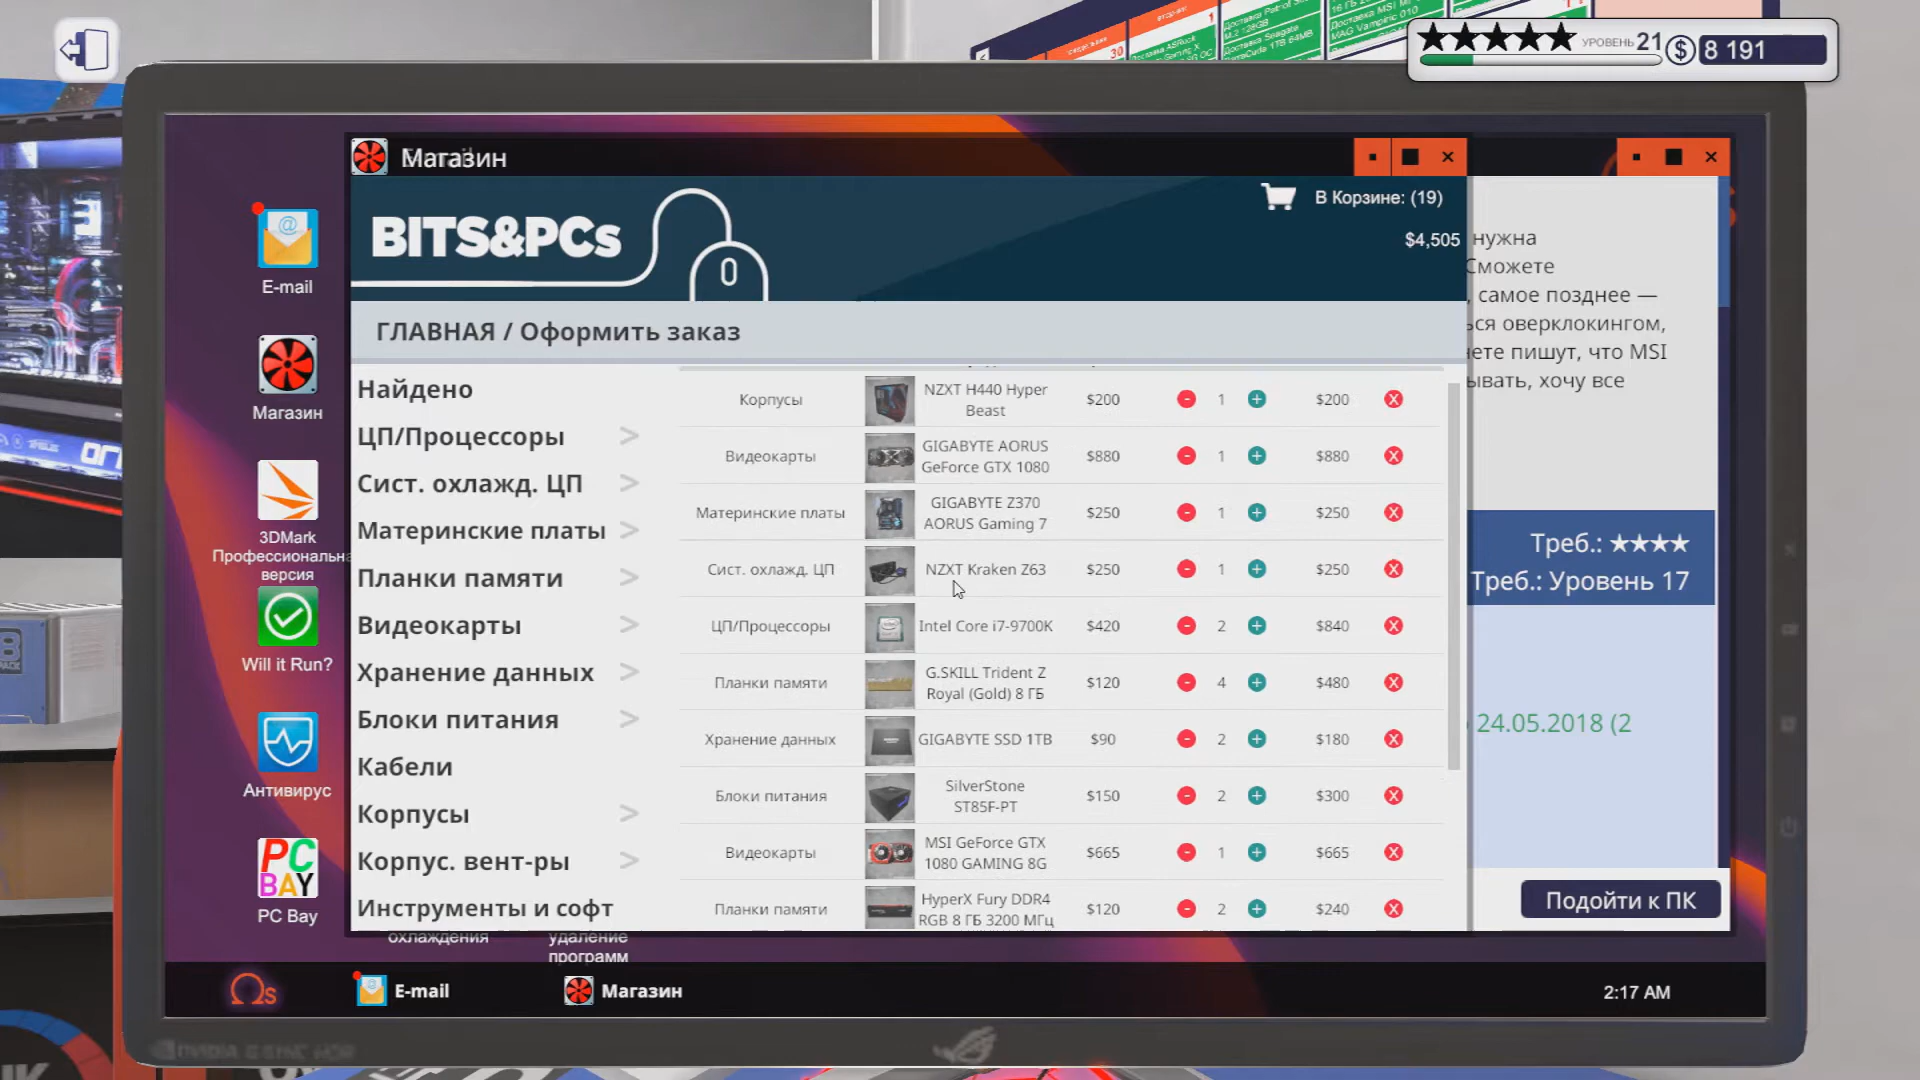 УРОВЕНЬ 21
8 191
Магазин
BITS&PCs
В Корзине: (19)
$4,505
ГЛАВНАЯ / Оформить заказ
Найдено
ЦП/Процессоры
Сист. охлажд. ЦП
Материнские платы
Планки памяти
Видеокарты
Хранение данных
Блоки питания
Кабели
Корпусы
Корпус. вент-ры
Инструменты и софт
Корпусы NZXT H440 Hyper Beast $200 1 $200
Видеокарты GIGABYTE AORUS GeForce GTX 1080 $880 1 $880
Материнские платы GIGABYTE Z370 AORUS Gaming 7 $250 1 $250
Сист. охлажд. ЦП NZXT Kraken Z63 $250 1 $250
ЦП/Процессоры Intel Core i7-9700K $420 2 $840
Планки памяти G.SKILL Trident Z Royal (Gold) 8 ГБ $120 4 $480
Хранение данных GIGABYTE SSD 1TB $90 2 $180
Блоки питания SilverStone ST85F-PT $150 2 $300
Видеокарты MSI GeForce GTX 1080 GAMING 8G $665 1 $665
Планки памяти HyperX Fury DDR4 RGB 8 ГБ 3200 МГц $120 2 $240
E-mail
Магазин
3DMark
Профессиональна
версия
Will it Run?
Антивирус
PC
BAY
PC Bay
охлаждения
удаление
программ
нужна
Сможете
, самое позднее —
ься оверклокингом,
ете пишут, что MSI
ывать, хочу все
Треб.: ★★★★
Треб.: Уровень 17
24.05.2018 (2
Подойти к ПК
E-mail
Магазин
2:17 AM